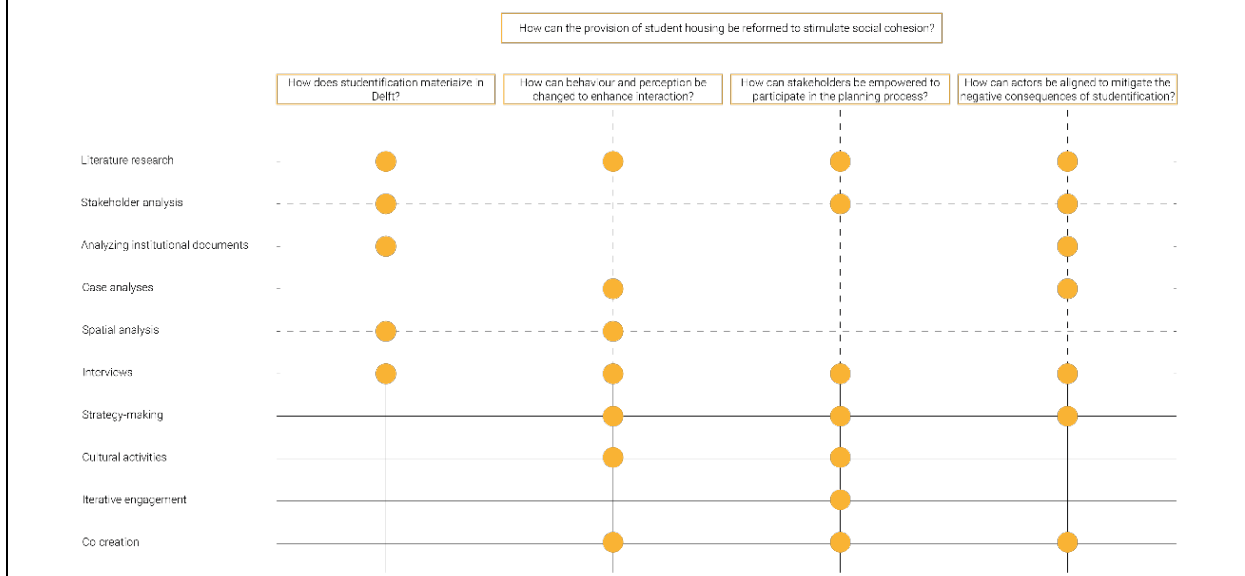 How can the provision of student housing be reformed to stimulate social cohesion?
How does studentification materiaize in
Delft?
How can behaviour and perception be
changed to enhance interaction?
How can stakeholders be empowered to
participate in the planning process?
How can actors be aligned to mitigate the
negative consequences of studentification?
Literature research
Stakeholder analysis
Analyzing institutional documents
Case analyses
Spatial analysis
Interviews
Strategy-making
Cultural activities
Iterative engagement
Co creation